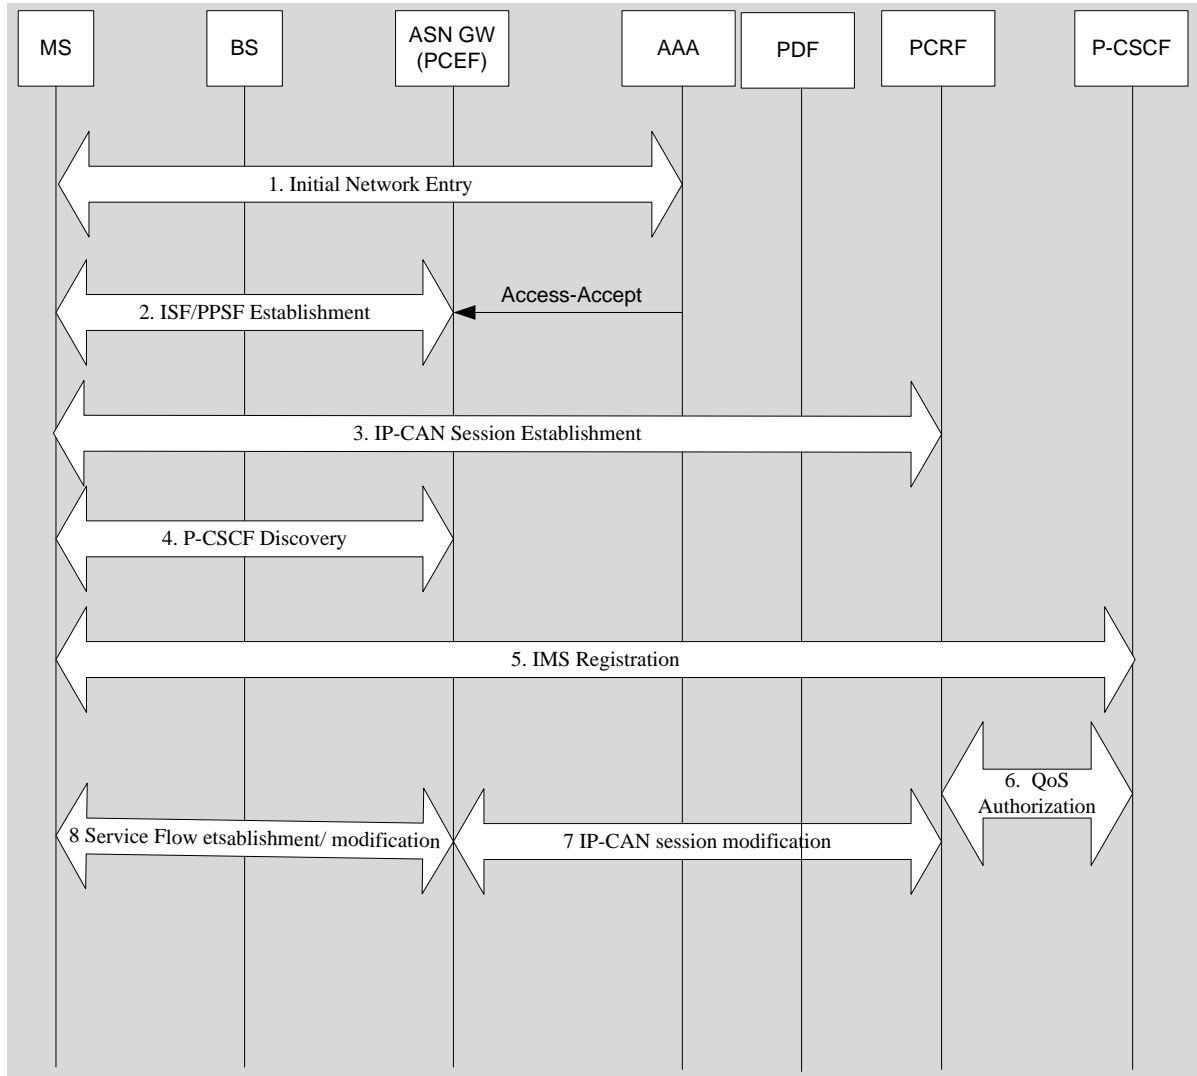 MS
BS
ASN GW
(PCEF)
AAA
PDF
PCRF
P-CSCF
1. Initial Network Entry
Access-Accept
2. ISF/PPSF Establishment
3. IP-CAN Session Establishment
4. P-CSCF Discovery
5. IMS Registration
6. QoS
Authorization
8 Service Flow etsablishment/ modification
7 IP-CAN session modification